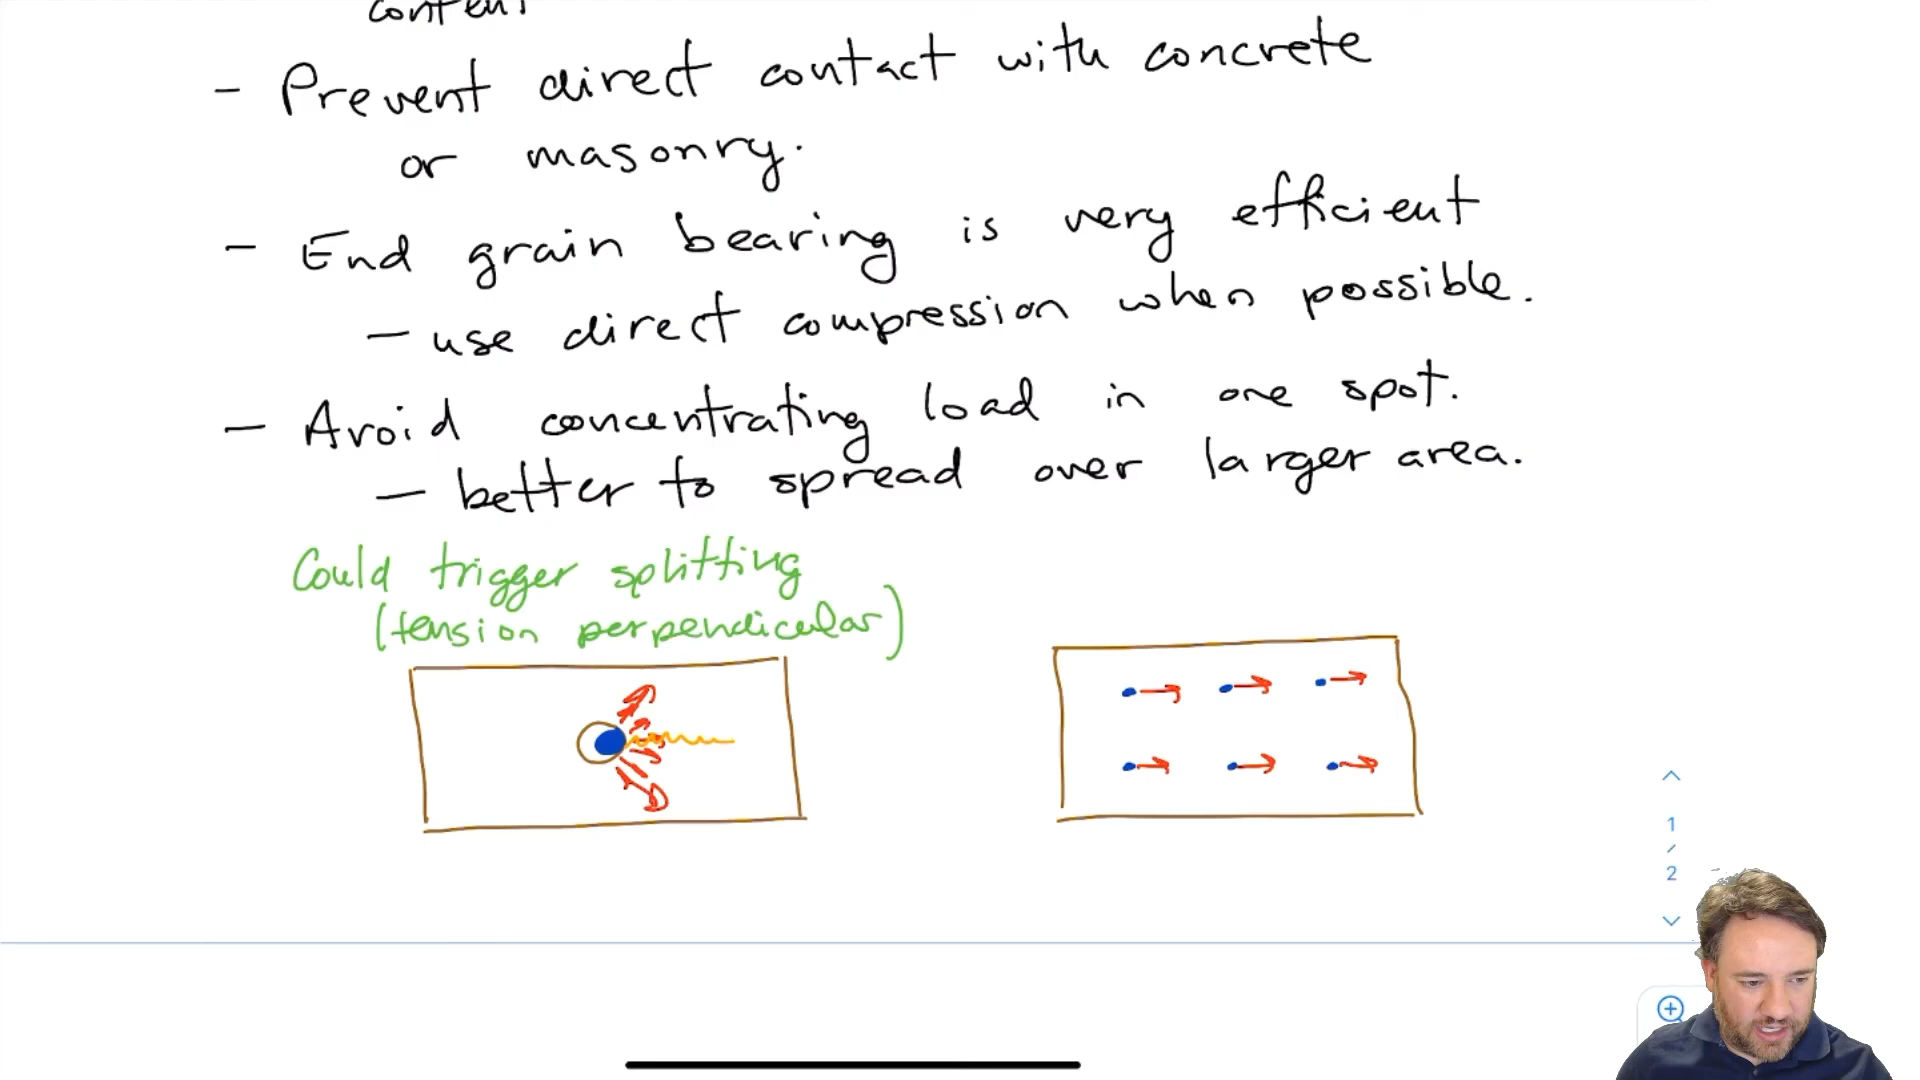 - Prevent direct contact with concrete
or masonry.
- End grain bearing is very efficient
- use direct compression when possible.
- Avoid concentrating load in one spot.
- better to spread over larger area.
Could trigger splitting
(tension perpendicular)
1
/
2